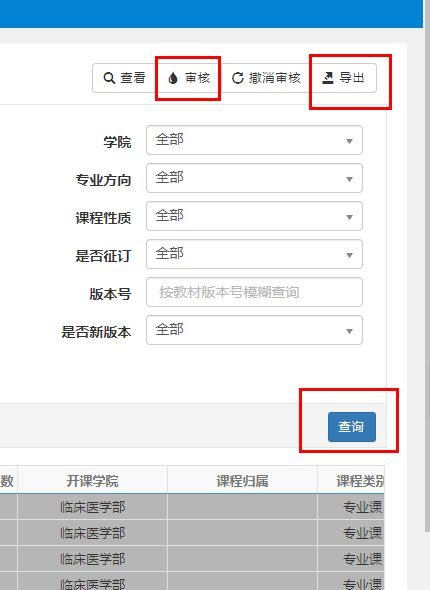 查看 审核 撤消审核 导出
学院 全部
专业方向 全部
课程性质 全部
是否征订 全部
版本号 按教材版本号模糊查询
是否新版本 全部
查询
数 开课学院 课程归属 课程类别
临床医学部 专业课
临床医学部 专业课
临床医学部 专业课
临床医学部 专业课